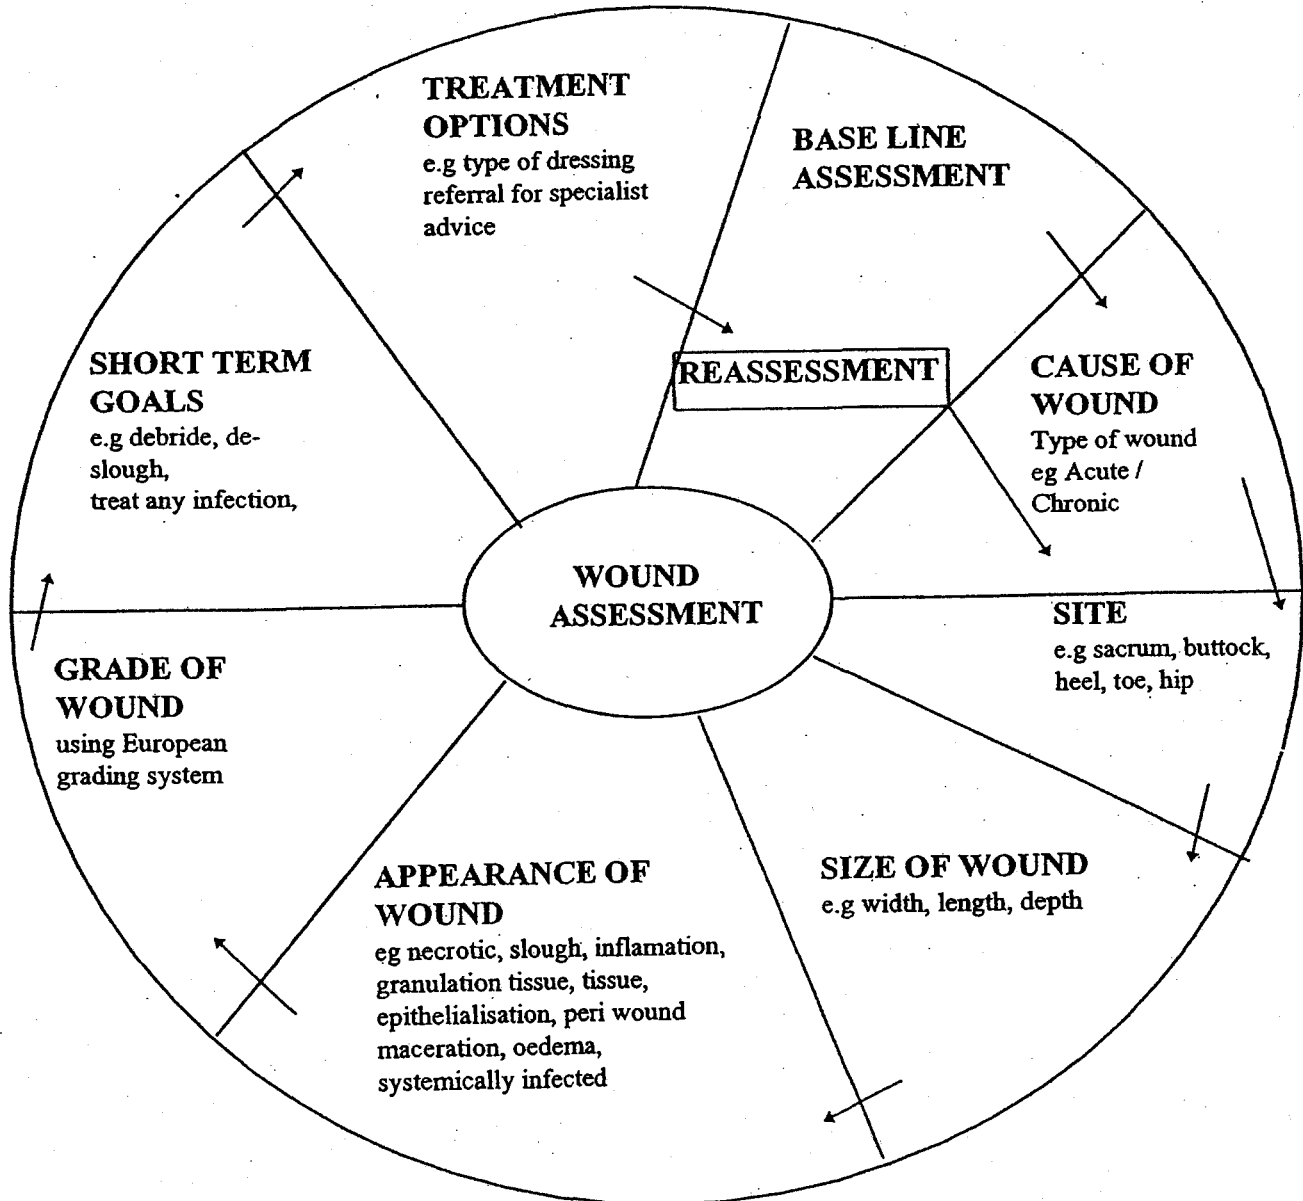 TREATMENT
OPTIONS
e.g type of dressing
referral for specialist
advice
BASE LINE
ASSESSMENT
REASSESSMENT
CAUSE OF
WOUND
Type of wound
eg Acute /
Chronic
SITE
e.g sacrum, buttock,
heel, toe, hip
SIZE OF WOUND
e.g width, length, depth
APPEARANCE OF
WOUND
eg necrotic, slough, inflamation,
granulation tissue, tissue,
epithelialisation, peri wound
maceration, oedema,
systemically infected
GRADE OF
WOUND
using European
grading system
SHORT TERM
GOALS
e.g debride, de-
slough,
treat any infection,
WOUND
ASSESSMENT